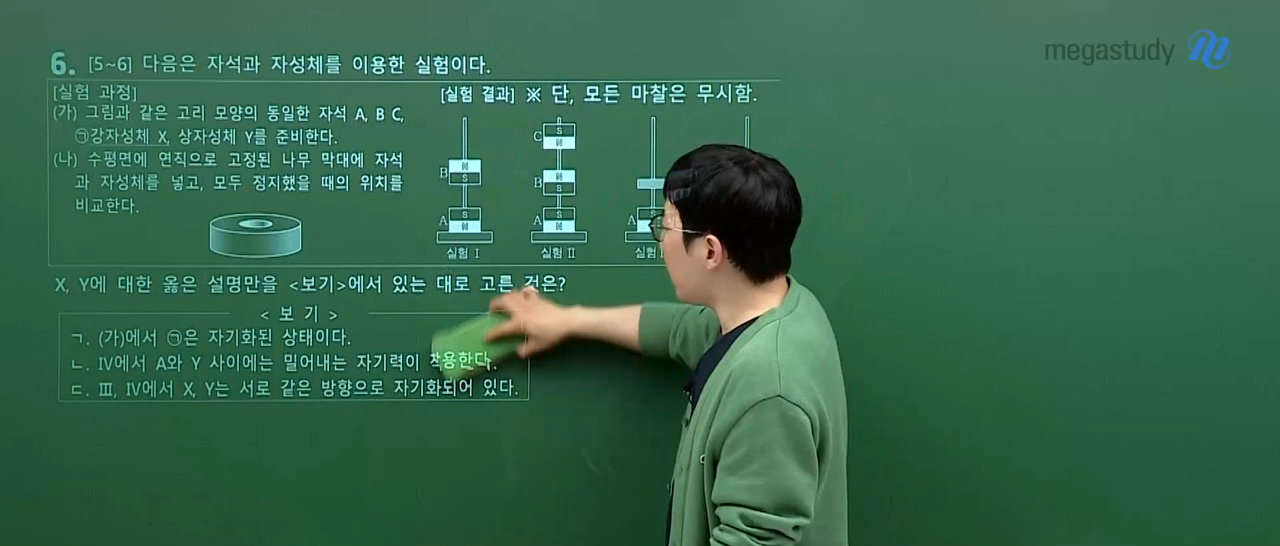 megastudy
6. [5~6] 다음은 자석과 자성체를 이용한 실험이다.
[실험 과정]
(가) 그림과 같은 고리 모양의 동일한 자석 A, B C,
㉠강자성체 X, 상자성체 Y를 준비한다.
(나) 수평면에 연직으로 고정된 나무 막대에 자석
과 자성체를 넣고, 모두 정지했을 때의 위치를
비교한다.
[실험 결과] ※ 단, 모든 마찰은 무시함.
C S N
B N S
B N S
A S N
A S N
A S
실험 I
실험 II
실험
X, Y에 대한 옳은 설명만을 <보기>에서 있는 대로 고른 것은?
< 보 기 >
ㄱ. (가)에서 ㉠은 자기화된 상태이다.
ㄴ. IV에서 A와 Y 사이에는 밀어내는 자기력이 작용한다.
ㄷ. III, IV에서 X, Y는 서로 같은 방향으로 자기화되어 있다.